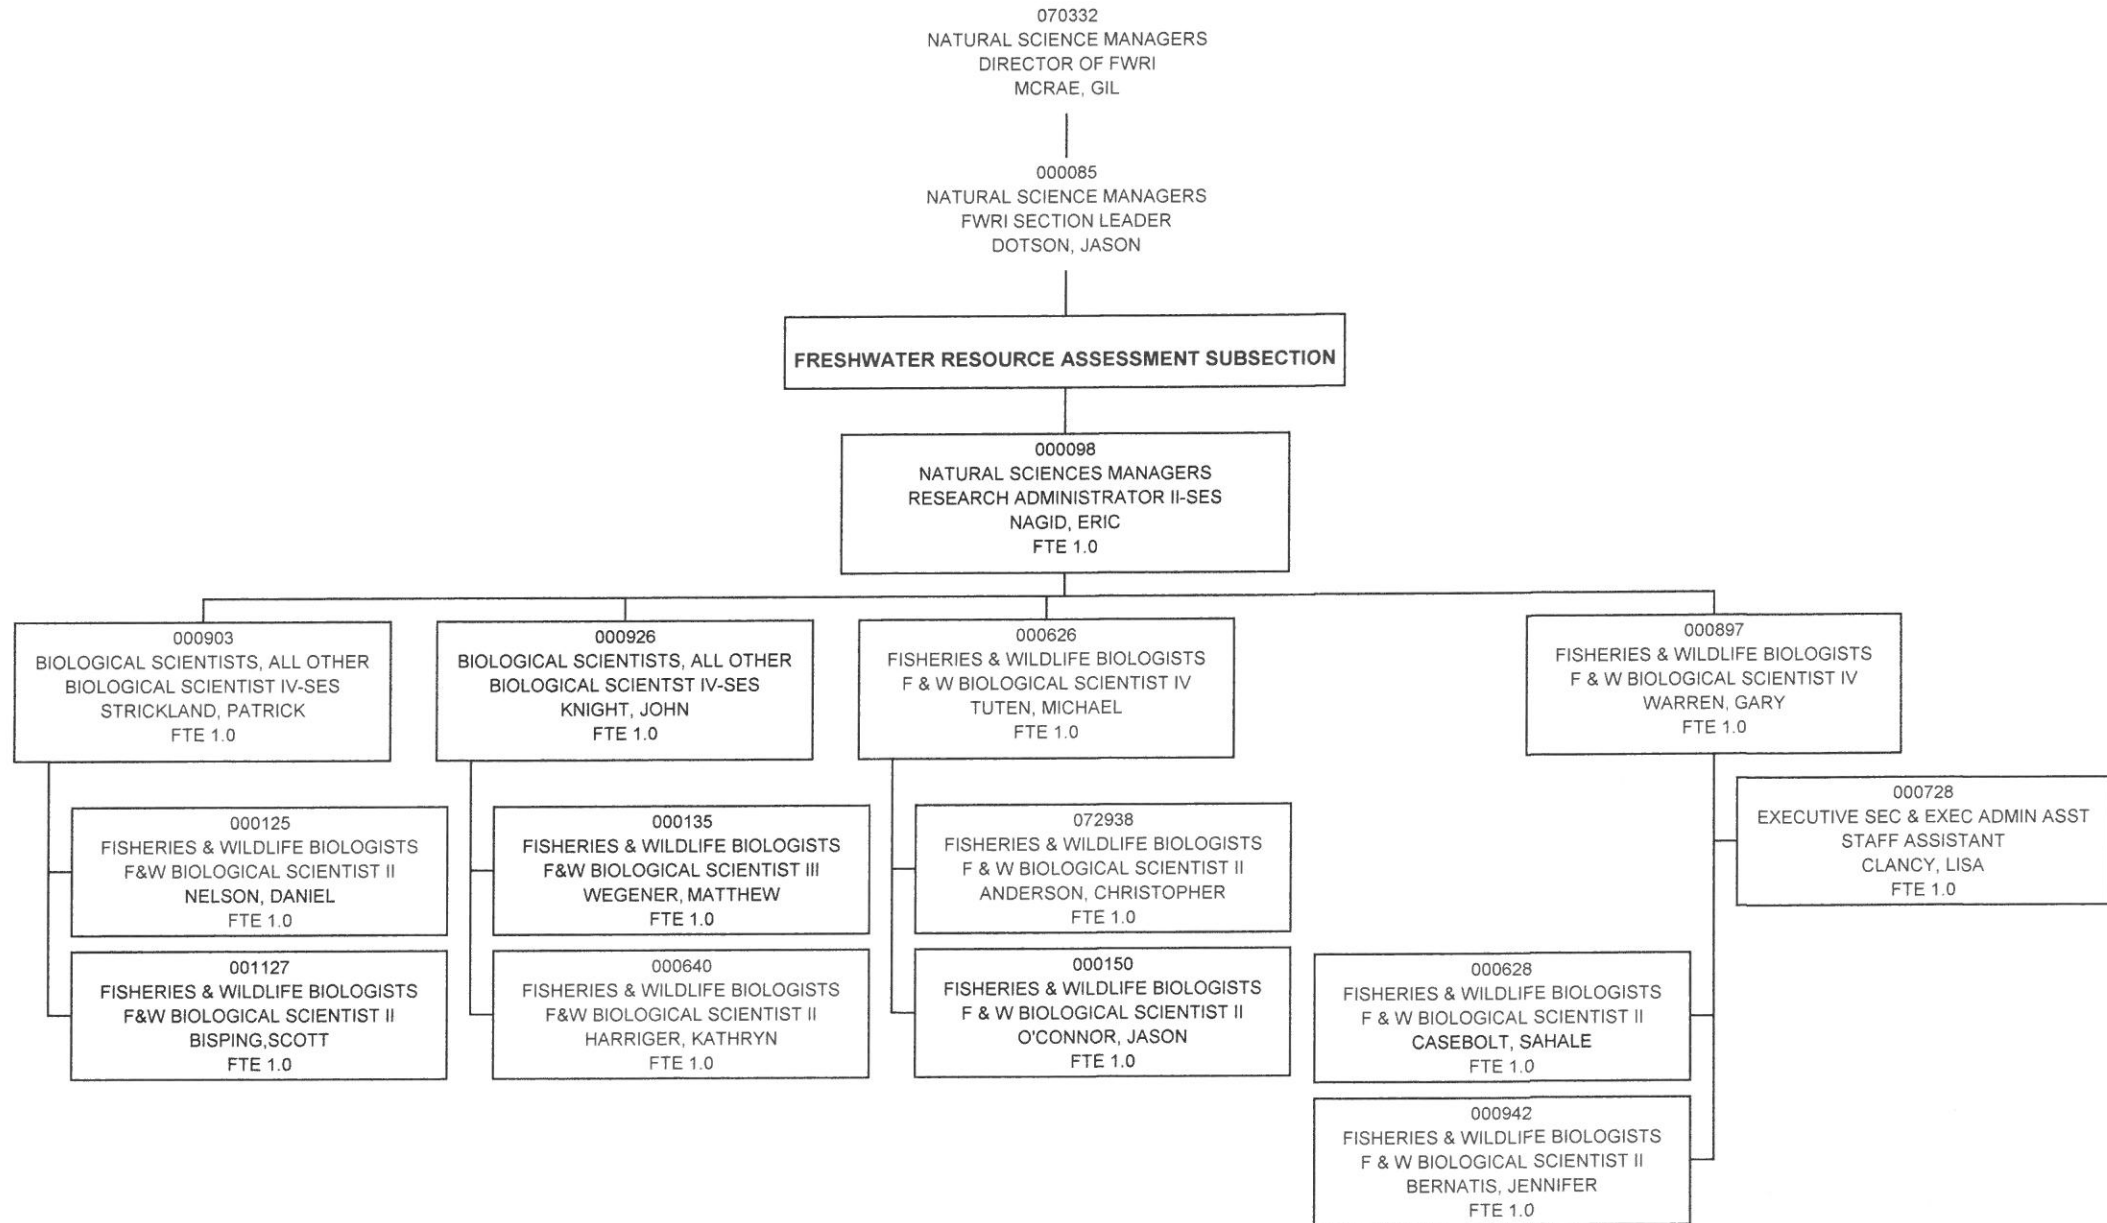 070332
NATURAL SCIENCE MANAGERS
DIRECTOR OF FWRI
MCRAE, GIL
000085
NATURAL SCIENCE MANAGERS
FWRI SECTION LEADER
DOTSON, JASON
FRESHWATER RESOURCE ASSESSMENT SUBSECTION
000098
NATURAL SCIENCES MANAGERS
RESEARCH ADMINISTRATOR II-SES
NAGID, ERIC
FTE 1.0
000903
BIOLOGICAL SCIENTISTS, ALL OTHER
BIOLOGICAL SCIENTIST IV-SES
STRICKLAND, PATRICK
FTE 1.0
000926
BIOLOGICAL SCIENTISTS, ALL OTHER
BIOLOGICAL SCIENTST IV-SES
KNIGHT, JOHN
FTE 1.0
000626
FISHERIES & WILDLIFE BIOLOGISTS
F & W BIOLOGICAL SCIENTIST IV
TUTEN, MICHAEL
FTE 1.0
000897
FISHERIES & WILDLIFE BIOLOGISTS
F & W BIOLOGICAL SCIENTIST IV
WARREN, GARY
FTE 1.0
000125
FISHERIES & WILDLIFE BIOLOGISTS
F&W BIOLOGICAL SCIENTIST II
NELSON, DANIEL
FTE 1.0
001127
FISHERIES & WILDLIFE BIOLOGISTS
F&W BIOLOGICAL SCIENTIST II
BISPING,SCOTT
FTE 1.0
000135
FISHERIES & WILDLIFE BIOLOGISTS
F&W BIOLOGICAL SCIENTIST III
WEGENER, MATTHEW
FTE 1.0
000640
FISHERIES & WILDLIFE BIOLOGISTS
F&W BIOLOGICAL SCIENTIST II
HARRIGER, KATHRYN
FTE 1.0
072938
FISHERIES & WILDLIFE BIOLOGISTS
F & W BIOLOGICAL SCIENTIST II
ANDERSON, CHRISTOPHER
FTE 1.0
000150
FISHERIES & WILDLIFE BIOLOGISTS
F & W BIOLOGICAL SCIENTIST II
O'CONNOR, JASON
FTE 1.0
000728
EXECUTIVE SEC & EXEC ADMIN ASST
STAFF ASSISTANT
CLANCY, LISA
FTE 1.0
000628
FISHERIES & WILDLIFE BIOLOGISTS
F & W BIOLOGICAL SCIENTIST II
CASEBOLT, SAHALE
FTE 1.0
000942
FISHERIES & WILDLIFE BIOLOGISTS
F & W BIOLOGICAL SCIENTIST II
BERNATIS, JENNIFER
FTE 1.0